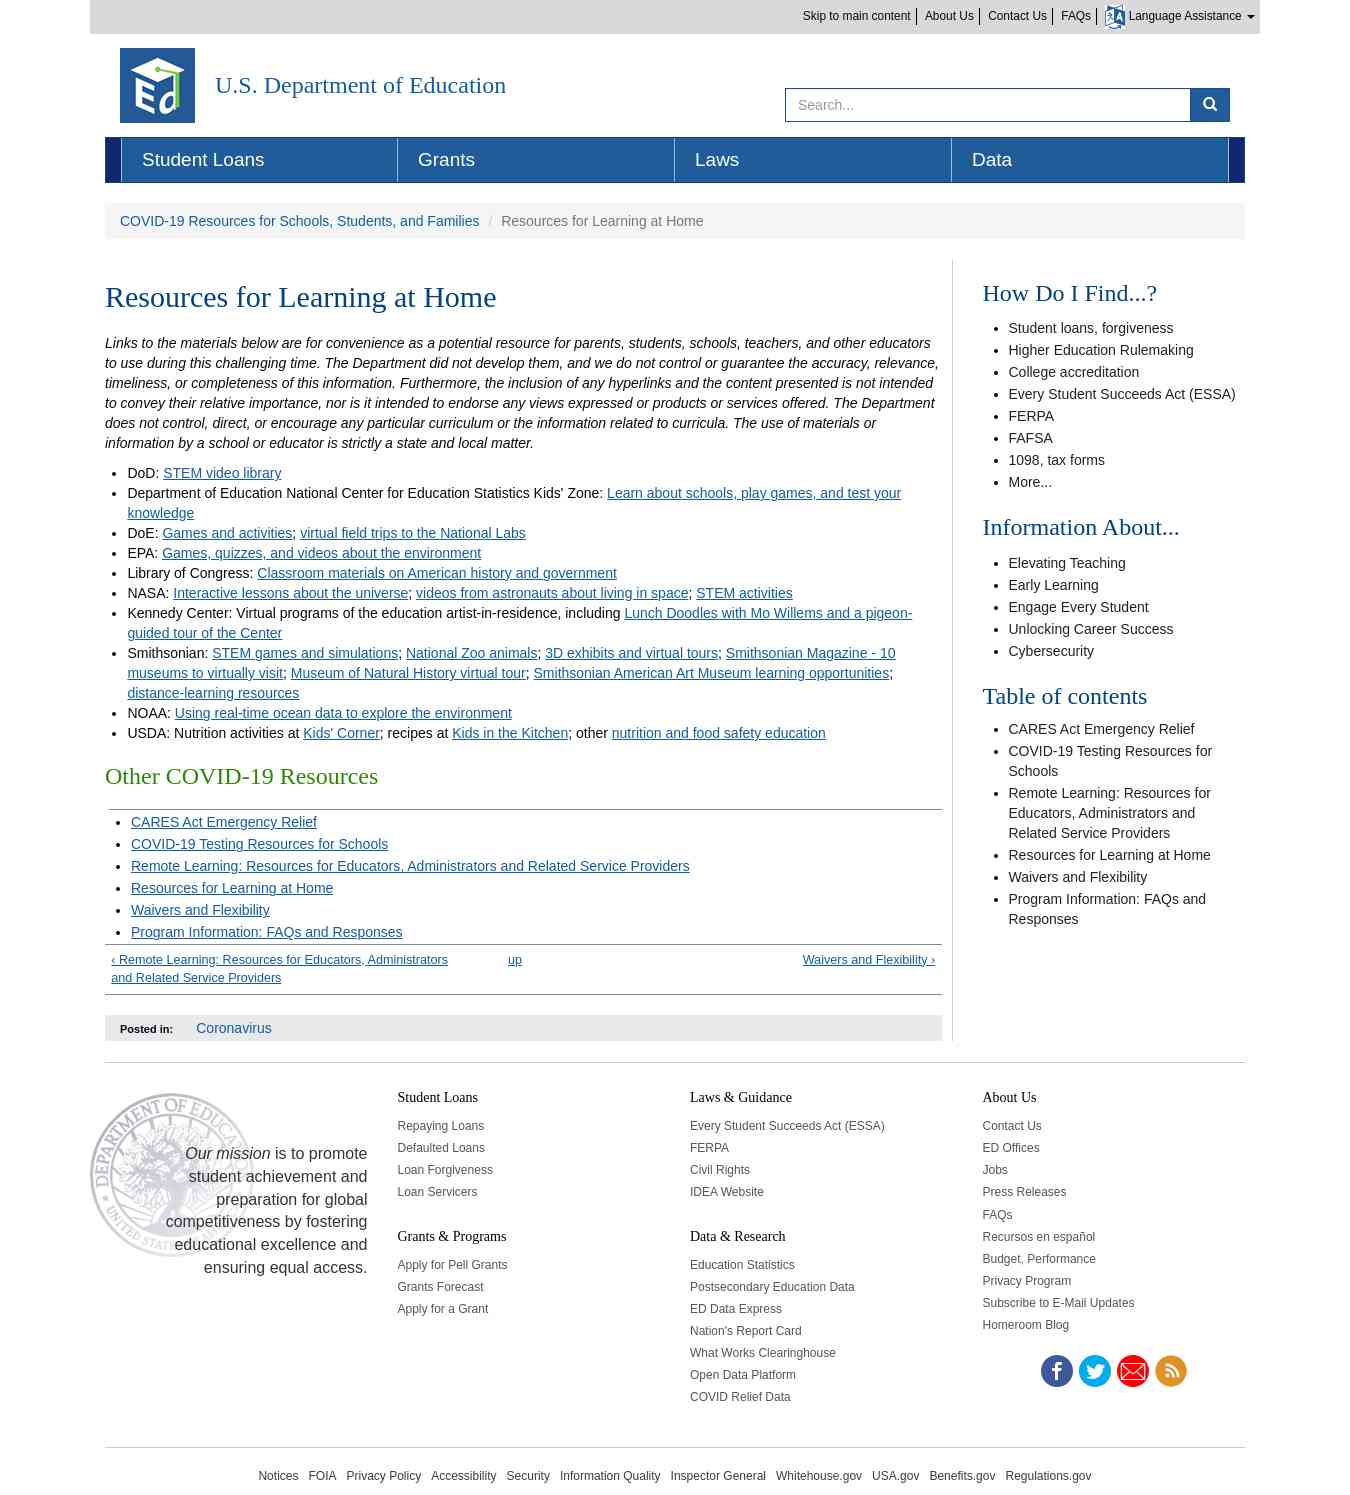 Skip to main content
About Us
Contact Us
FAQs
Language Assistance
Ed
U.S. Department of Education
Search...
Student Loans
Grants
Laws
Data
COVID-19 Resources for Schools, Students, and Families / Resources for Learning at Home
Resources for Learning at Home
Links to the materials below are for convenience as a potential resource for parents, students, schools, teachers, and other educators
to use during this challenging time. The Department did not develop them, and we do not control or guarantee the accuracy, relevance,
timeliness, or completeness of this information. Furthermore, the inclusion of any hyperlinks and the content presented is not intended
to convey their relative importance, nor is it intended to endorse any views expressed or products or services offered. The Department
does not control, direct, or encourage any particular curriculum or the information related to curricula. The use of materials or
information by a school or educator is strictly a state and local matter.
DoD: STEM video library
Department of Education National Center for Education Statistics Kids' Zone: Learn about schools, play games, and test your
knowledge
DoE: Games and activities; virtual field trips to the National Labs
EPA: Games, quizzes, and videos about the environment
Library of Congress: Classroom materials on American history and government
NASA: Interactive lessons about the universe; videos from astronauts about living in space; STEM activities
Kennedy Center: Virtual programs of the education artist-in-residence, including Lunch Doodles with Mo Willems and a pigeon-
guided tour of the Center
Smithsonian: STEM games and simulations; National Zoo animals; 3D exhibits and virtual tours; Smithsonian Magazine - 10
museums to virtually visit; Museum of Natural History virtual tour; Smithsonian American Art Museum learning opportunities;
distance-learning resources
NOAA: Using real-time ocean data to explore the environment
USDA: Nutrition activities at Kids' Corner; recipes at Kids in the Kitchen; other nutrition and food safety education
Other COVID-19 Resources
CARES Act Emergency Relief
COVID-19 Testing Resources for Schools
Remote Learning: Resources for Educators, Administrators and Related Service Providers
Resources for Learning at Home
Waivers and Flexibility
Program Information: FAQs and Responses
‹ Remote Learning: Resources for Educators, Administrators
and Related Service Providers
up
Waivers and Flexibility ›
Posted in: Coronavirus
How Do I Find...?
Student loans, forgiveness
Higher Education Rulemaking
College accreditation
Every Student Succeeds Act (ESSA)
FERPA
FAFSA
1098, tax forms
More...
Information About...
Elevating Teaching
Early Learning
Engage Every Student
Unlocking Career Success
Cybersecurity
Table of contents
CARES Act Emergency Relief
COVID-19 Testing Resources for
Schools
Remote Learning: Resources for
Educators, Administrators and
Related Service Providers
Resources for Learning at Home
Waivers and Flexibility
Program Information: FAQs and
Responses
Our mission is to promote
student achievement and
preparation for global
competitiveness by fostering
educational excellence and
ensuring equal access.
Student Loans
Repaying Loans
Defaulted Loans
Loan Forgiveness
Loan Servicers
Grants & Programs
Apply for Pell Grants
Grants Forecast
Apply for a Grant
Laws & Guidance
Every Student Succeeds Act (ESSA)
FERPA
Civil Rights
IDEA Website
Data & Research
Education Statistics
Postsecondary Education Data
ED Data Express
Nation's Report Card
What Works Clearinghouse
Open Data Platform
COVID Relief Data
About Us
Contact Us
ED Offices
Jobs
Press Releases
FAQs
Recursos en español
Budget, Performance
Privacy Program
Subscribe to E-Mail Updates
Homeroom Blog
Notices FOIA Privacy Policy Accessibility Security Information Quality Inspector General Whitehouse.gov USA.gov Benefits.gov Regulations.gov